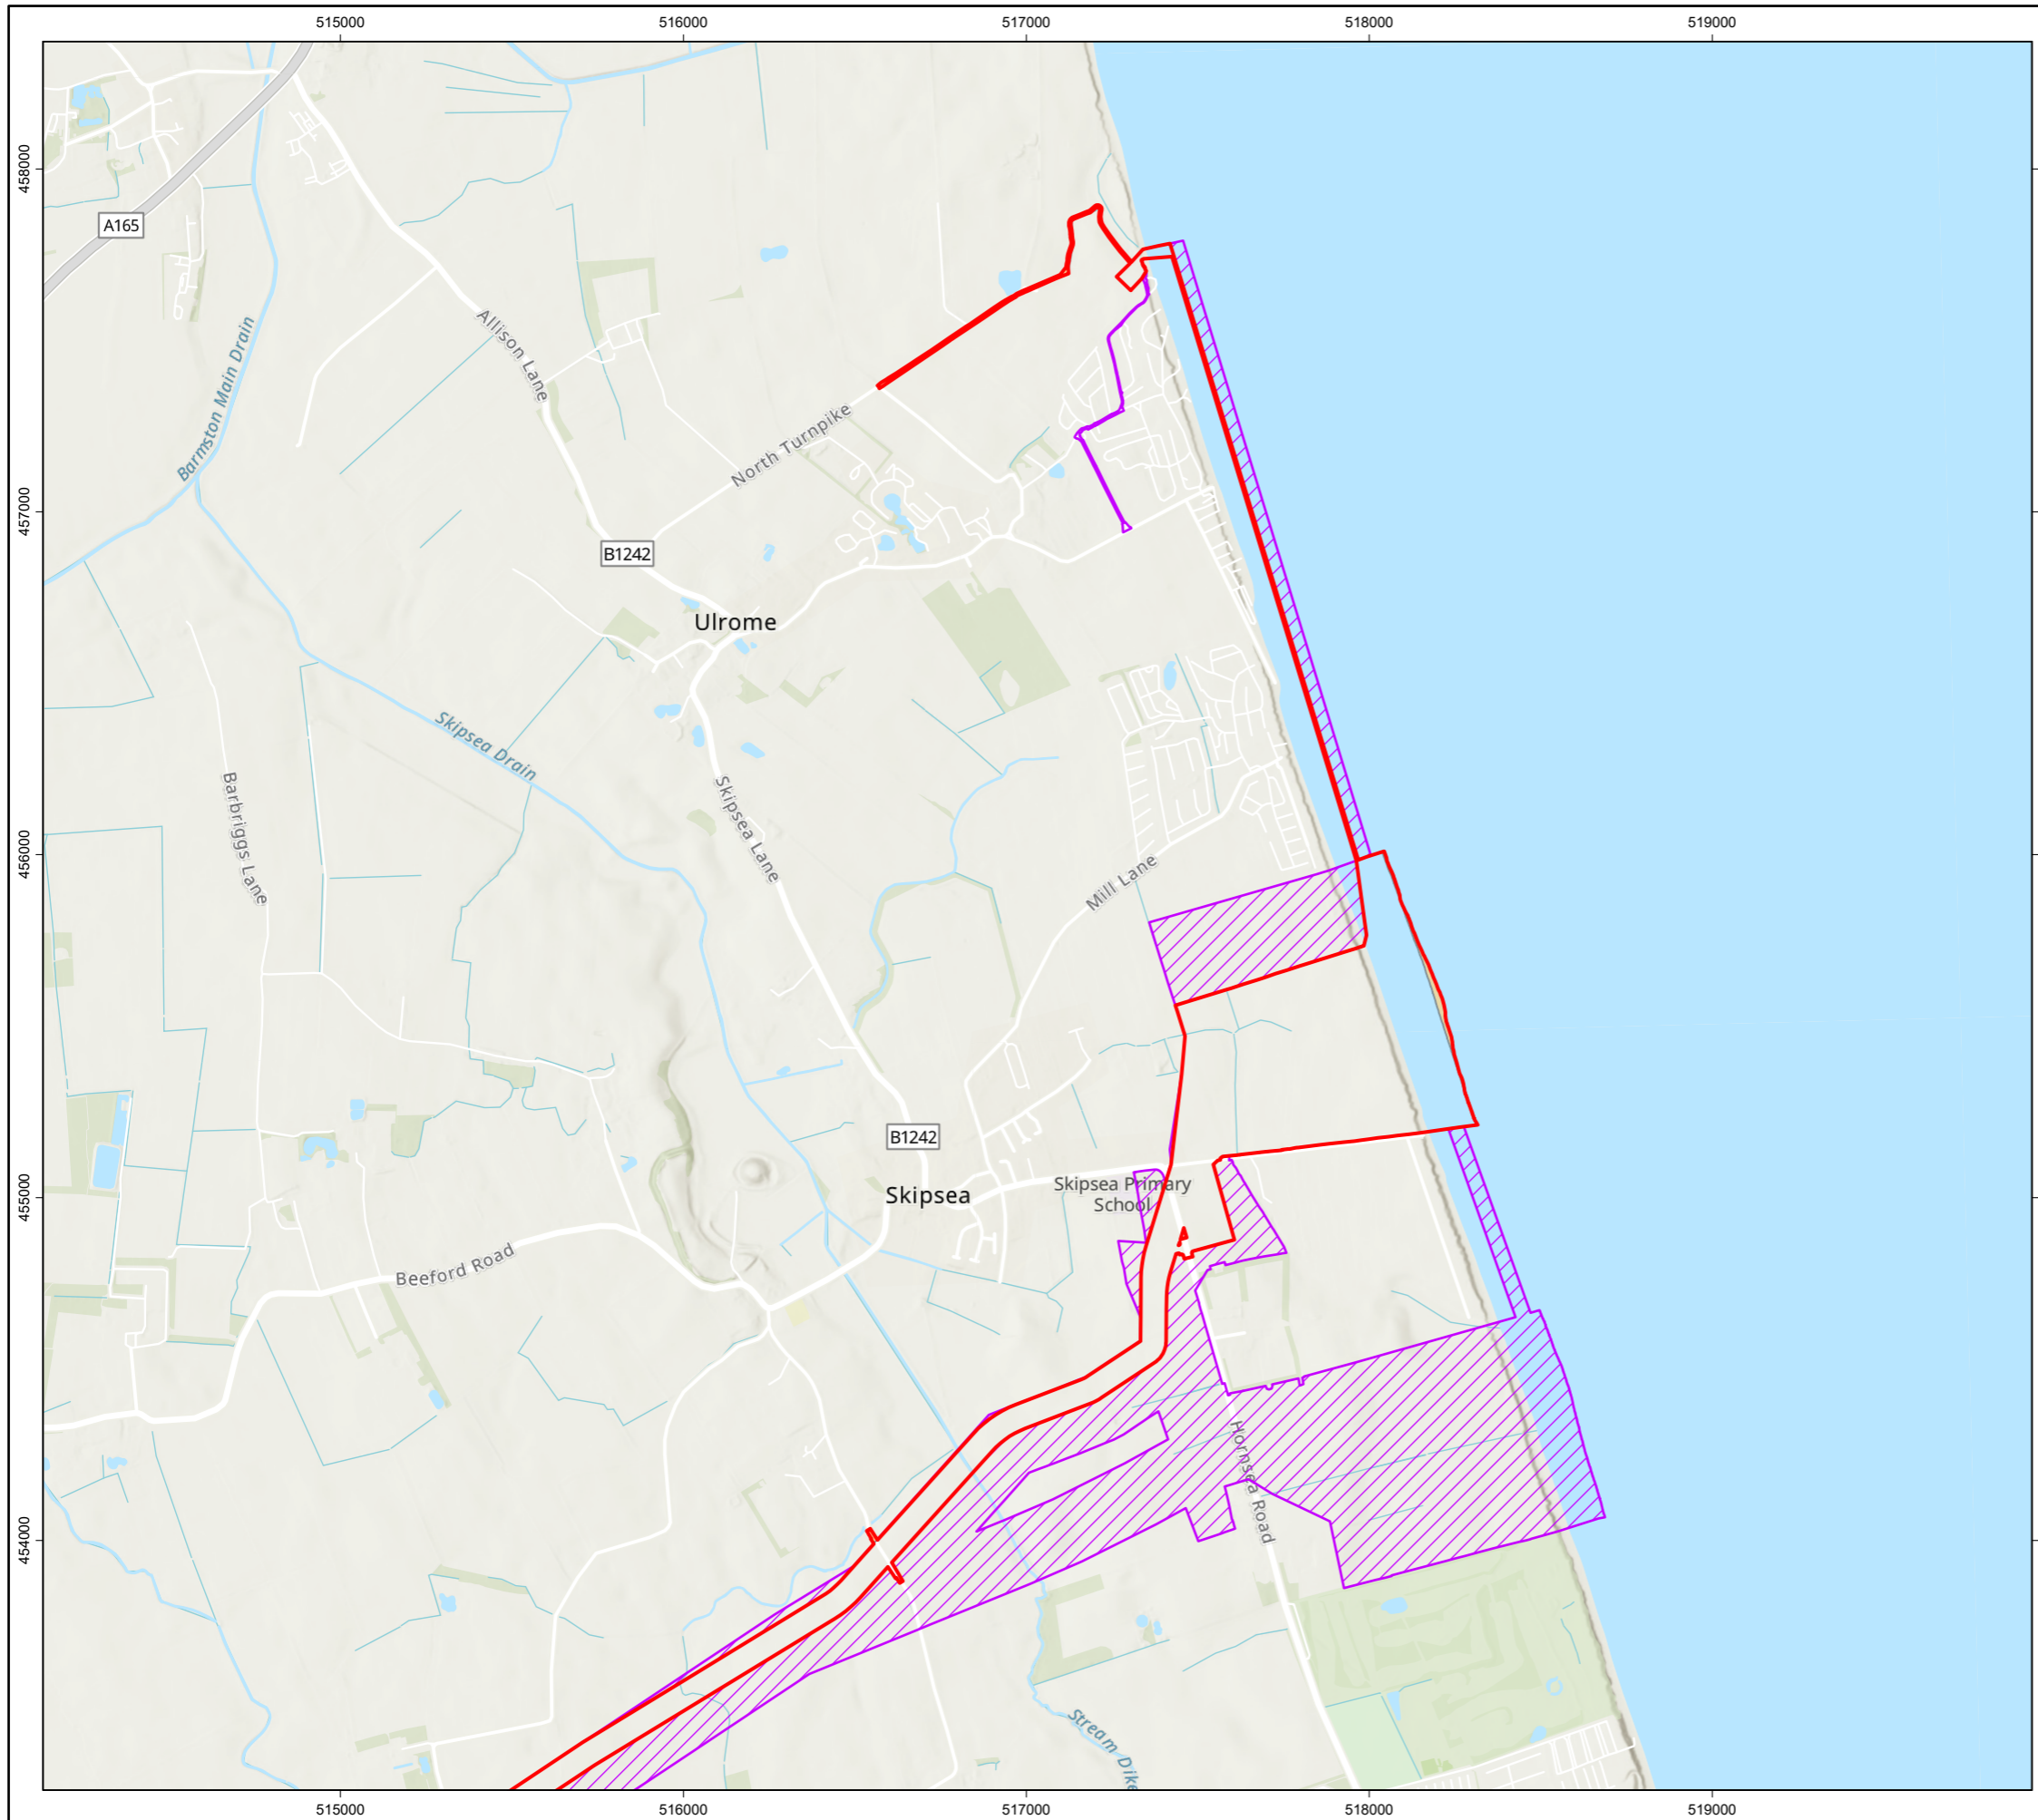 515000 516000 517000 518000 519000
458000
A165
Allison Lane
Barmston Main Drain
North Turnpike
457000
B1242
Ulrome
Skipsea Drain
Barbriggs Lane
Skipsea Lane
456000
Mill Lane
B1242
Skipsea
Skipsea Primary
School
455000
Beeford Road
Hornsea Road
454000
Stream Dike
515000 516000 517000 518000 519000